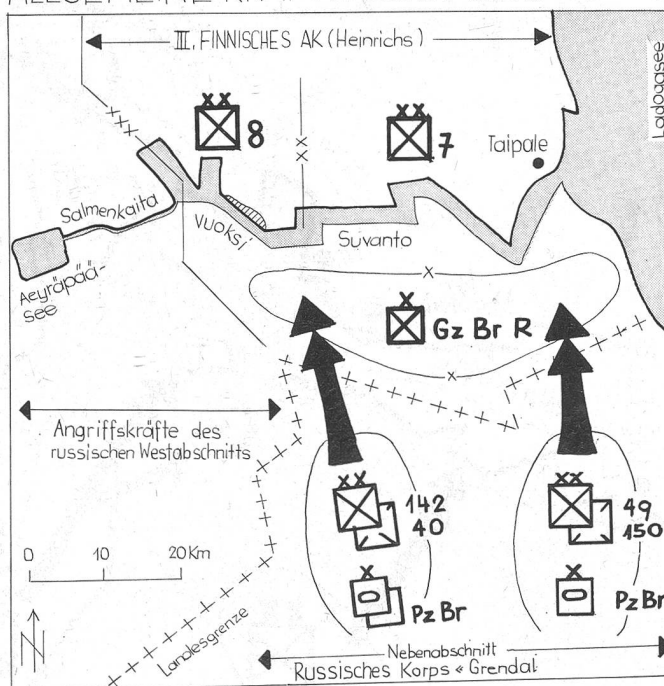 III. FINNISCHES AK (Heinrichs)
Ladogasee
8
7
Taipale
Salmenkaita
Vuoksi
Suvanto
Aeyräpää-
see
Gz Br R
Angriffskräfte des
russischen Westabschnitts
142
40
49
150
0 10 20 Km
Pz Br
Pz Br
N
Landesgrenze
Nebenabschnitt
Russisches Korps « Grendal